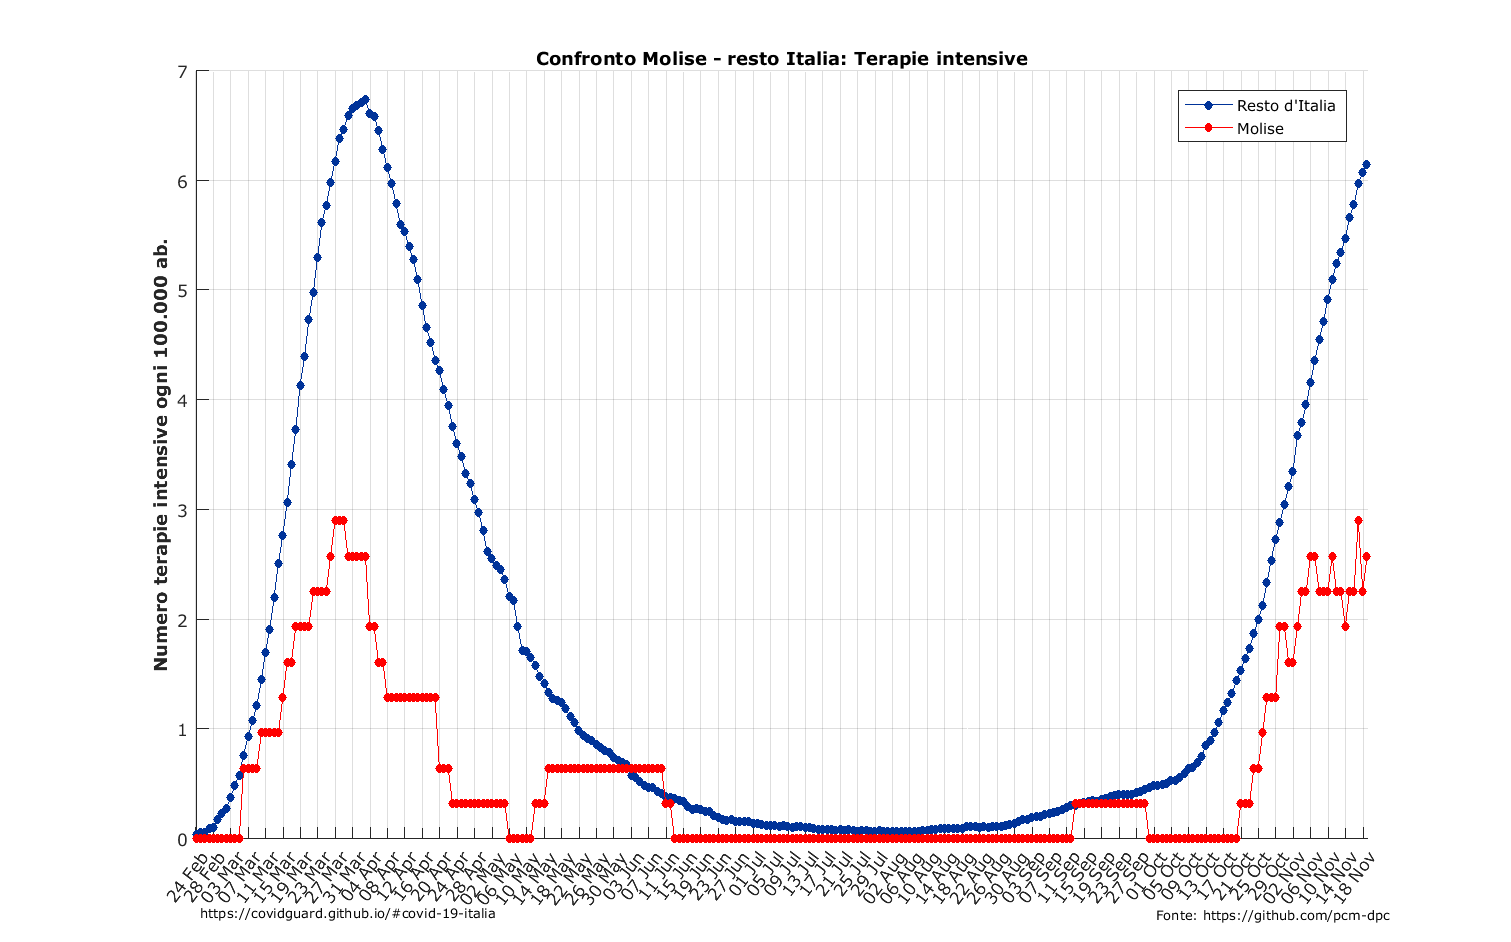 Confronto Molise - resto Italia: Terapie intensive
Numero terapie intensive ogni 100.000 ab.
7
6
5
4
3
2
1
0
Resto d'Italia
Molise
24 Feb
28 Feb
03 Mar
07 Mar
11 Mar
15 Mar
19 Mar
23 Mar
27 Mar
31 Mar
04 Apr
08 Apr
12 Apr
16 Apr
20 Apr
24 Apr
28 Apr
02 May
06 May
10 May
14 May
18 May
22 May
26 May
30 May
03 Jun
07 Jun
11 Jun
15 Jun
19 Jun
23 Jun
27 Jun
01 Jul
05 Jul
09 Jul
13 Jul
17 Jul
21 Jul
25 Jul
29 Jul
02 Aug
06 Aug
10 Aug
14 Aug
18 Aug
22 Aug
26 Aug
30 Aug
03 Sep
07 Sep
11 Sep
15 Sep
19 Sep
23 Sep
27 Sep
01 Oct
05 Oct
09 Oct
13 Oct
17 Oct
21 Oct
25 Oct
29 Oct
02 Nov
06 Nov
10 Nov
14 Nov
18 Nov
https://covidguard.github.io/#covid-19-italia
Fonte: https://github.com/pcm-dpc